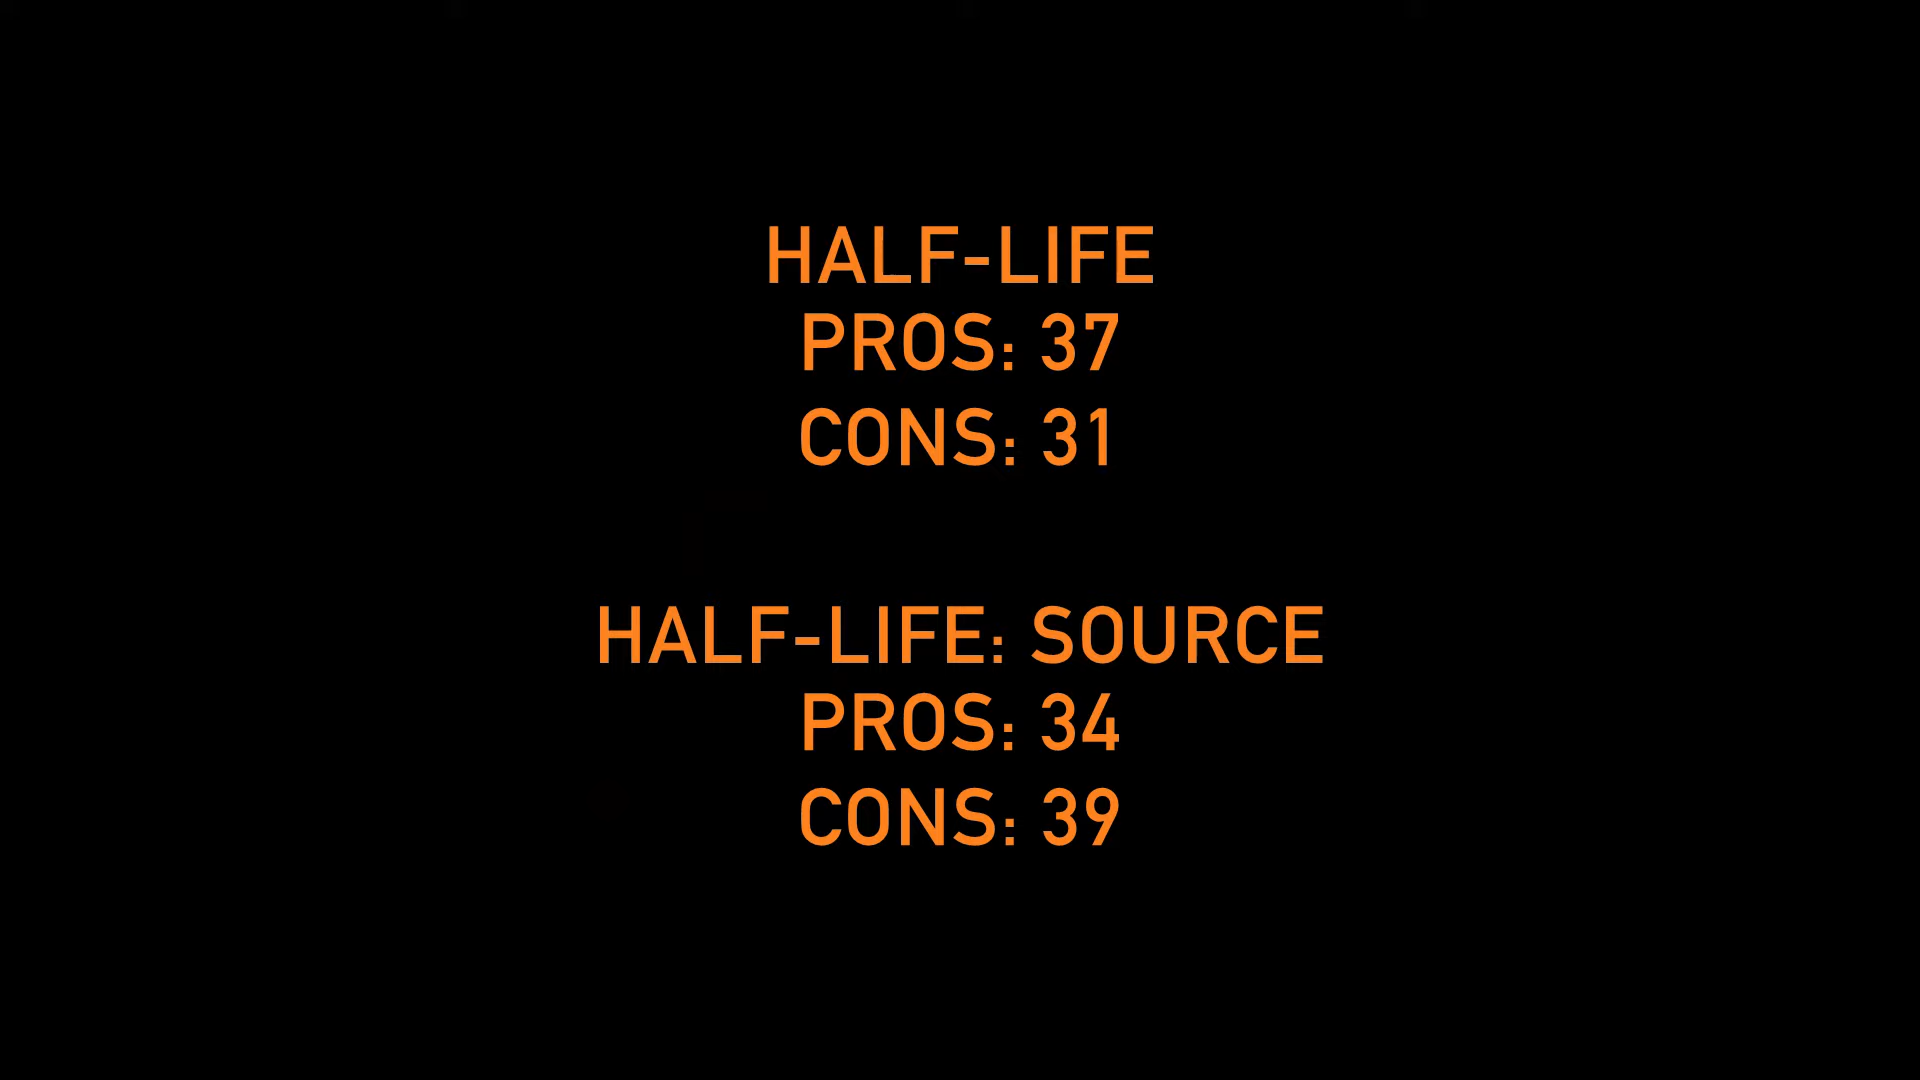 HALF-LIFE
PROS: 37
CONS: 31
HALF-LIFE: SOURCE
PROS: 34
CONS: 39